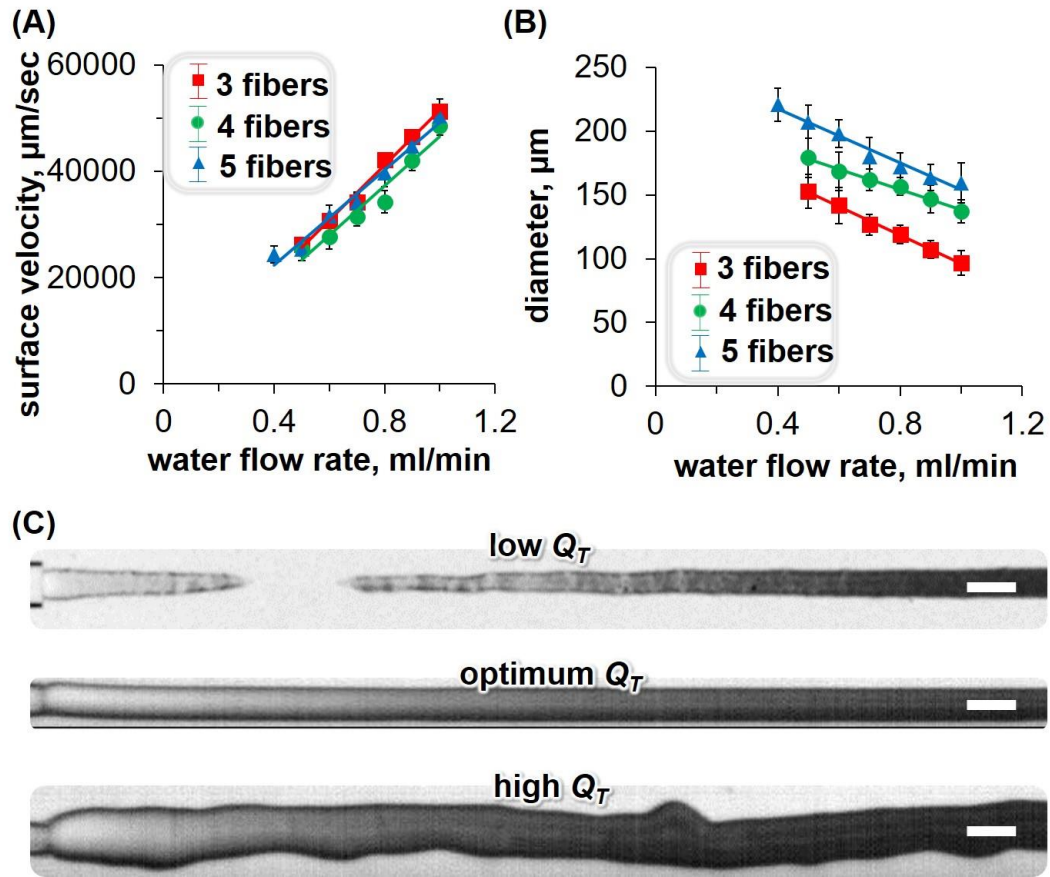 (A)
surface velocity, μm/sec
60000
40000
20000
0
3 fibers
4 fibers
5 fibers
0 0.4 0.8 1.2
water flow rate, ml/min
(B)
diameter, μm
250
200
150
100
50
0
3 fibers
4 fibers
5 fibers
0 0.4 0.8 1.2
water flow rate, ml/min
(C)
low QT
optimum QT
high QT